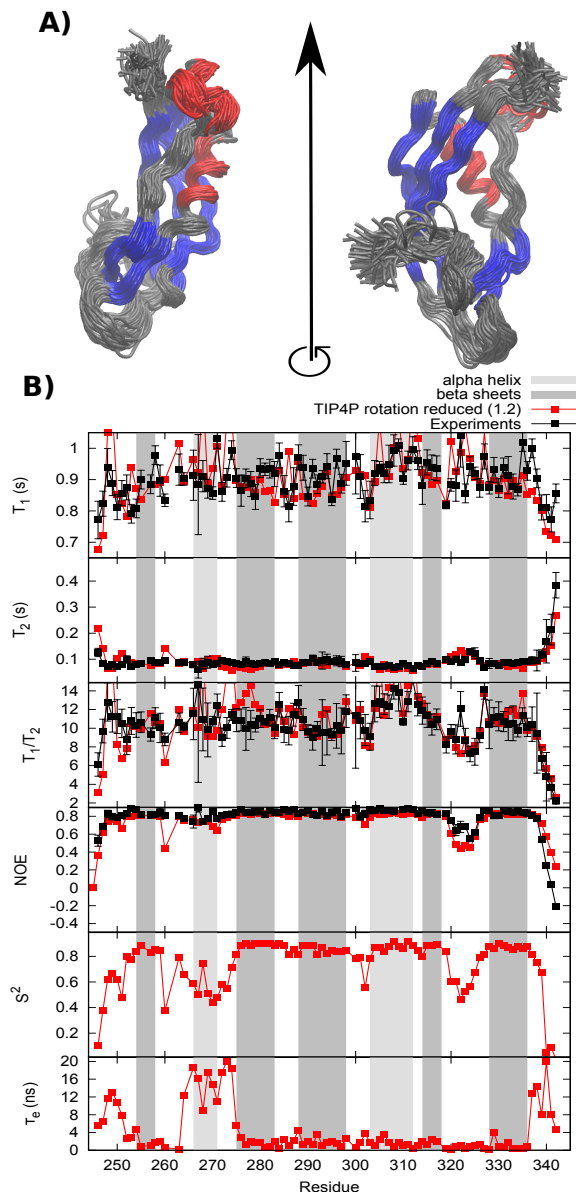 A)
B)
alpha helix
beta sheets
TIP4P rotation reduced (1.2)
Experiments
1
0.9
0.8
0.7
T₁ (s)
0.4
0.3
0.2
0.1
T₂ (s)
14
12
10
8
6
4
2
T₁/T₂
0.8
0.6
0.4
0.2
0
-0.2
-0.4
NOE
0.8
0.6
0.4
0.2
S²
20
16
12
8
4
0
τₑ (ns)
250 260 270 280 290 300 310 320 330 340
Residue